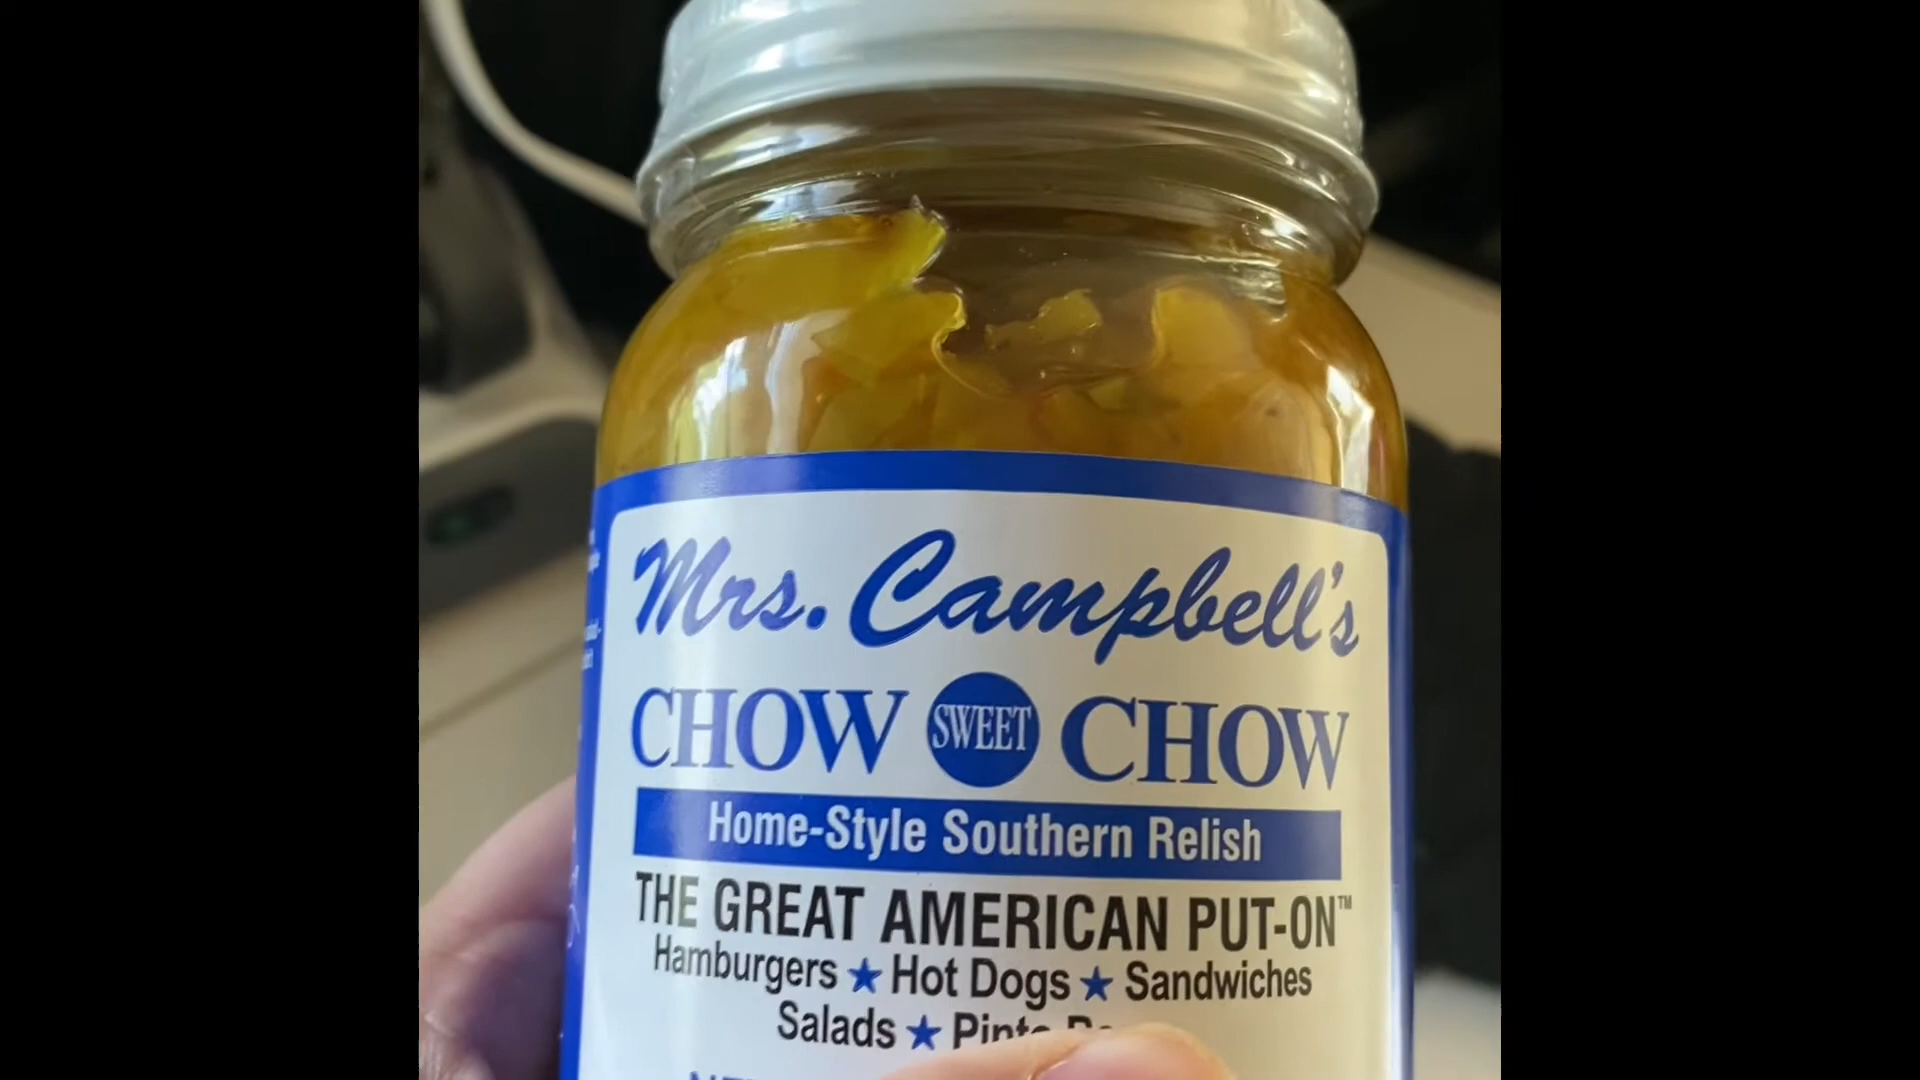 Mrs. Campbell's
CHOW SWEET CHOW
Home-Style Southern Relish
THE GREAT AMERICAN PUT-ON™
Hamburgers ★ Hot Dogs ★ Sandwiches
Salads ★ Pinto